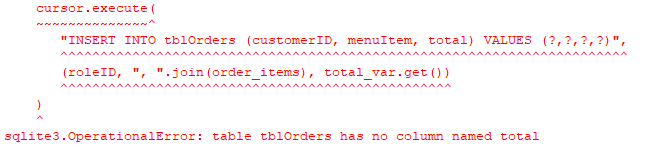 cursor.execute(
~~~~~~~~~~~~~~^
"INSERT INTO tblOrders (customerID, menuItem, total) VALUES (?,?,?,?)",
^^^^^^^^^^^^^^^^^^^^^^^^^^^^^^^^^^^^^^^^^^^^^^^^^^^^^^^^^^^^^^^^^^^^^^^
(roleID, ", ".join(order_items), total_var.get())
^^^^^^^^^^^^^^^^^^^^^^^^^^^^^^^^^^^^^^^^^^^^^^^^^
)
^
sqlite3.OperationalError: table tblOrders has no column named total